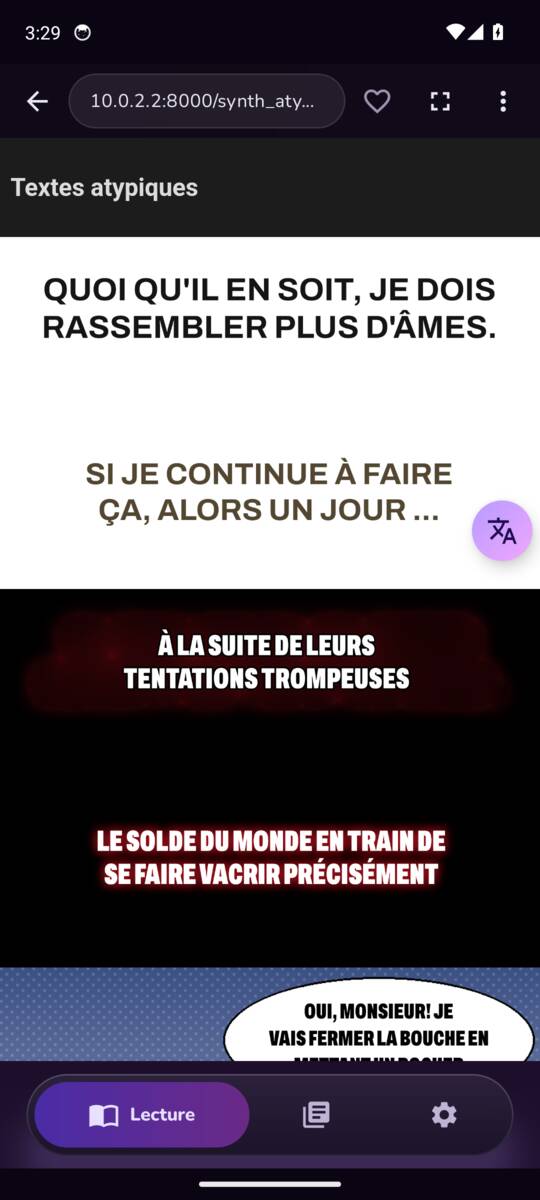 3:29
10.0.2.2:8000/synth_aty...
Textes atypiques
QUOI QU'IL EN SOIT, JE DOIS
RASSEMBLER PLUS D'ÂMES.
SI JE CONTINUE À FAIRE
ÇA, ALORS UN JOUR ...
À LA SUITE DE LEURS
TENTATIONS TROMPEUSES
LE SOLDE DU MONDE EN TRAIN DE
SE FAIRE VACRIR PRÉCISÉMENT
OUI, MONSIEUR! JE
VAIS FERMER LA BOUCHE EN
Lecture